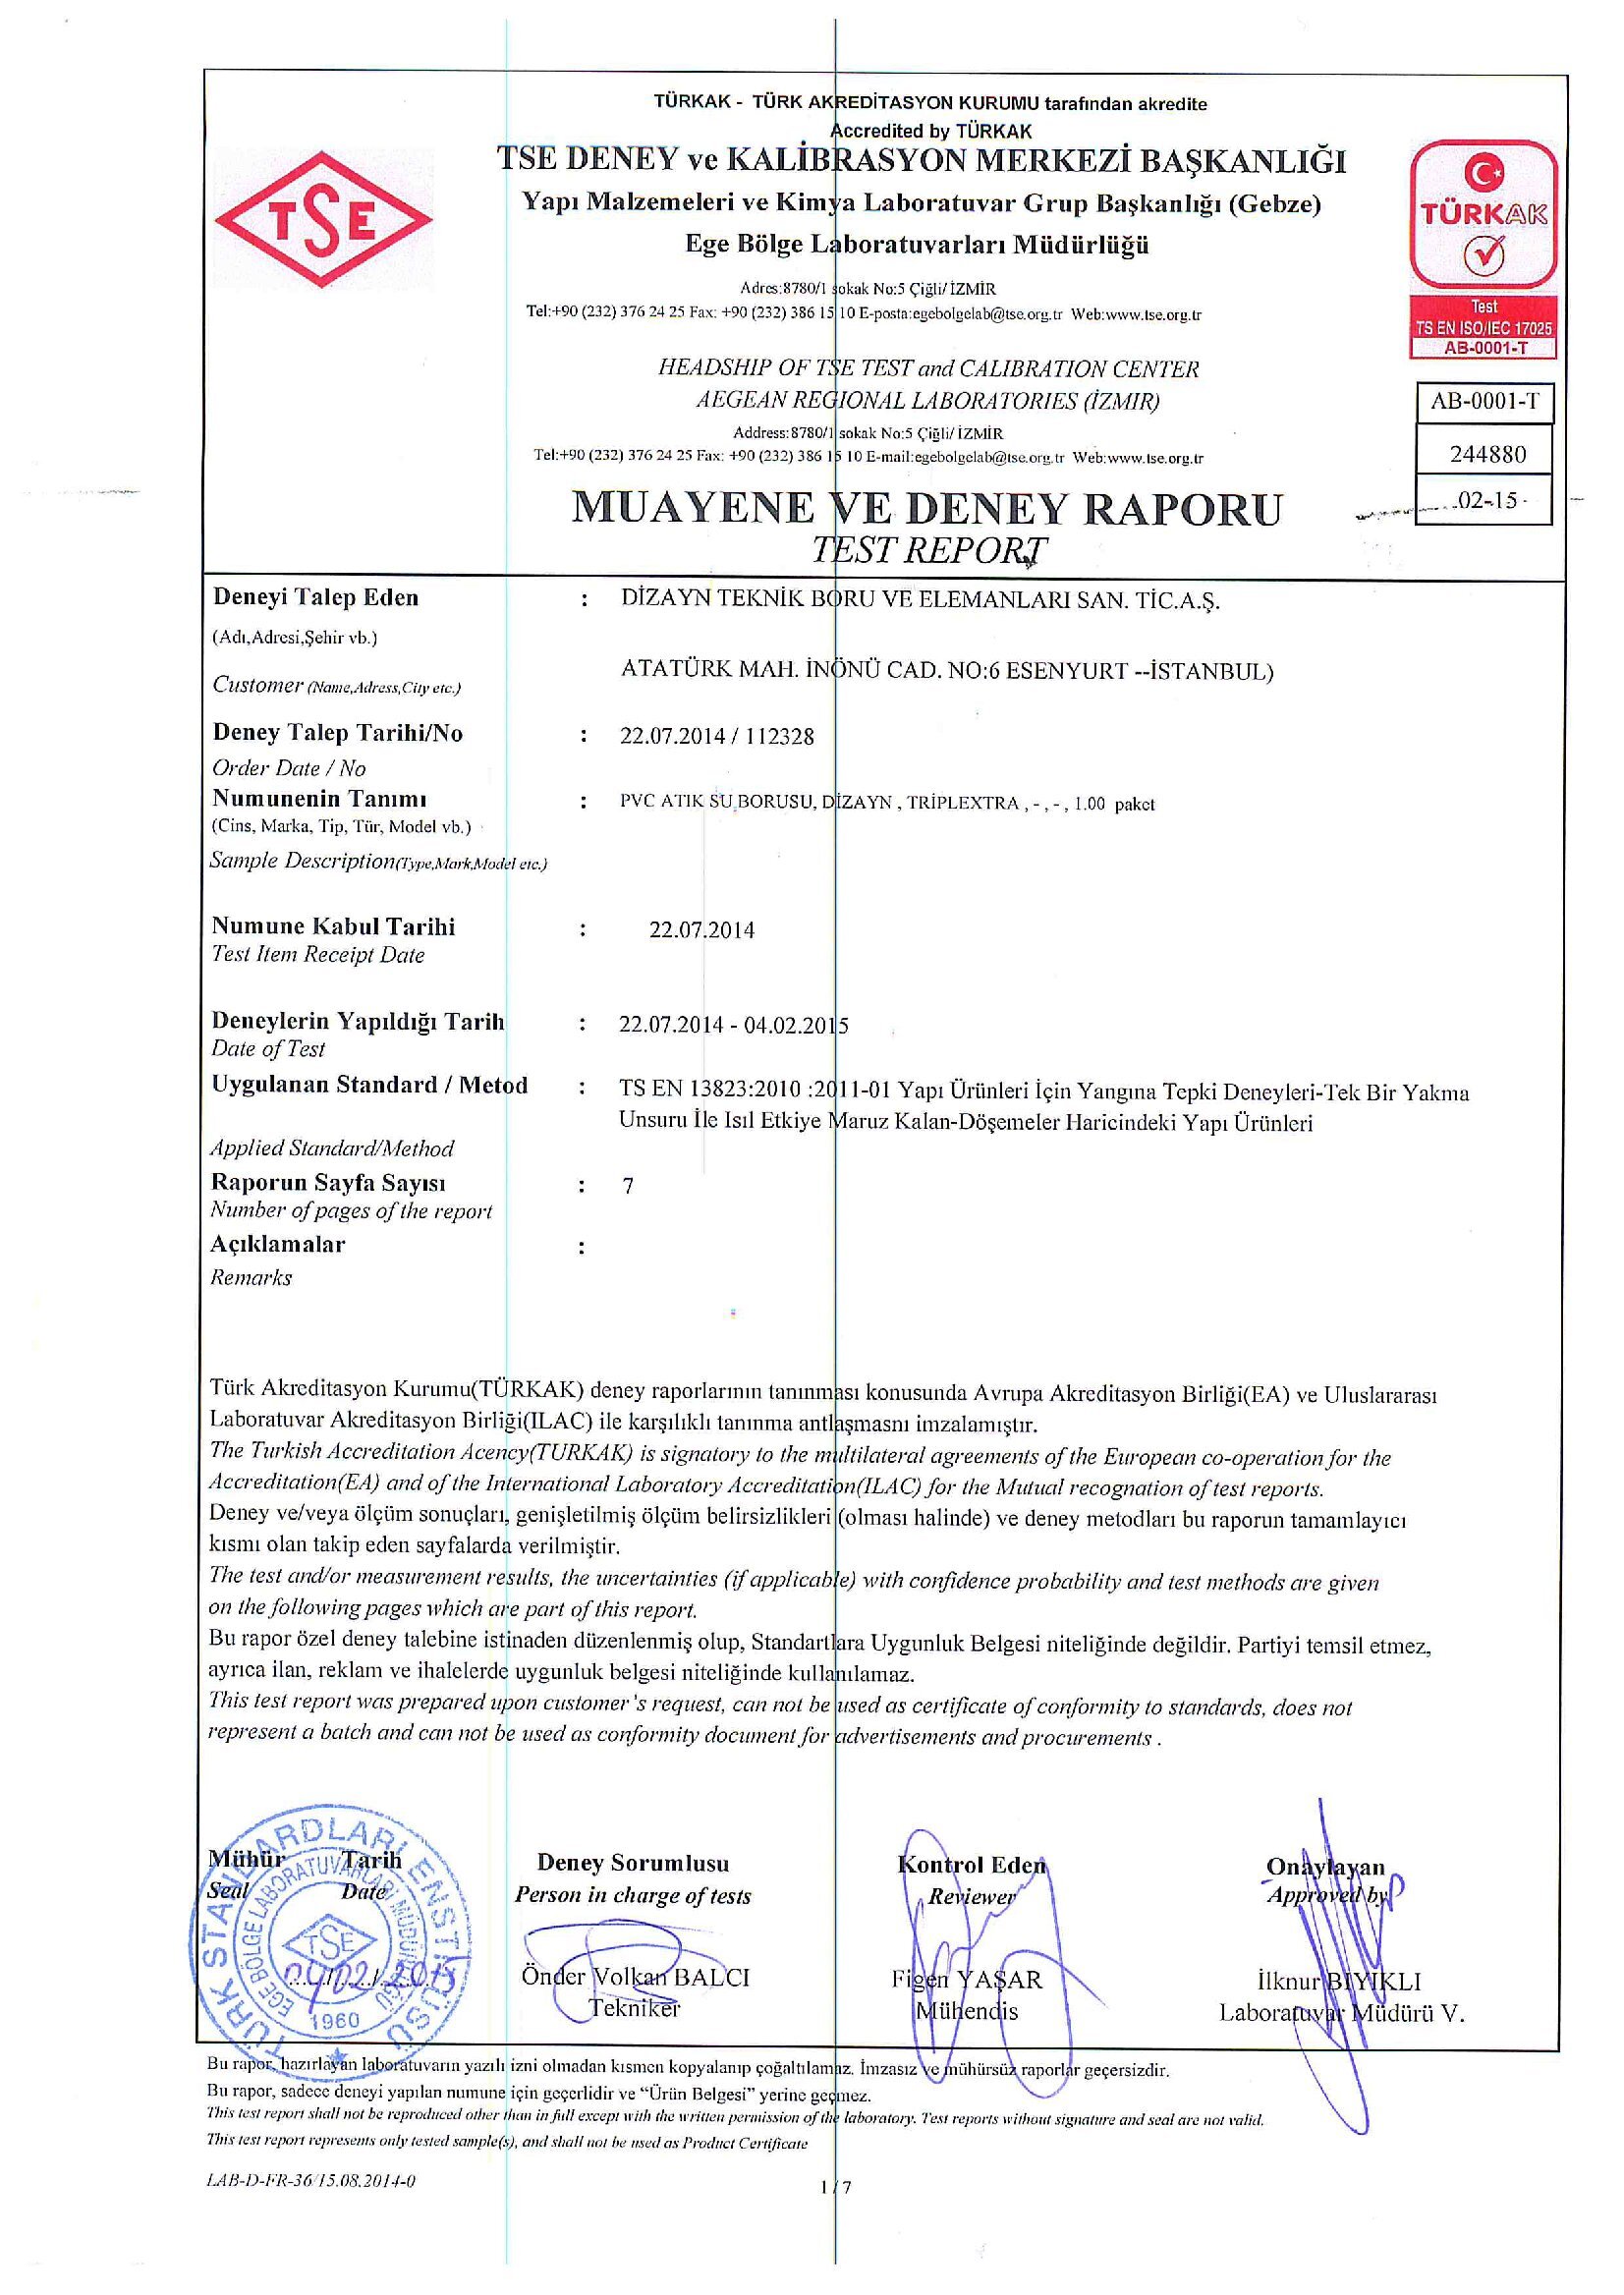 TÜRKAK - TÜRK AKREDİTASYON KURUMU tarafından akredite
Accredited by TÜRKAK
TSE DENEY ve KALİBRASYON MERKEZİ BAŞKANLIĞI
Yapı Malzemeleri ve Kimya Laboratuvar Grup Başkanlığı (Gebze)
Ege Bölge Laboratuvarları Müdürlüğü
Adres:8780/1 sokak No:5 Çiğli/ İZMİR
Tel:+90 (232) 376 24 25 Fax: +90 (232) 386 15 10 E-posta:egebolgelab@tse.org.tr Web:www.tse.org.tr
HEADSHIP OF TSE TEST and CALIBRATION CENTER
AEGEAN REGIONAL LABORATORIES (İZMIR)
Address:8780/1 sokak No:5 Çiğli/ İZMİR
Tel:+90 (232) 376 24 25 Fax: +90 (232) 386 15 10 E-mail:egebolgelab@tse.org.tr Web:www.tse.org.tr
MUAYENE VE DENEY RAPORU
TEST REPORT
TSE
TÜRKAK
Test
TS EN ISO/IEC 17025
AB-0001-T
AB-0001-T
244880
02-15
Deneyi Talep Eden : DİZAYN TEKNİK BORU VE ELEMANLARI SAN. TİC.A.Ş.
(Adı,Adresi,Şehir vb.)
ATATÜRK MAH. İNÖNÜ CAD. NO:6 ESENYURT --İSTANBUL)
Customer (Name,Adress,City etc.)
Deney Talep Tarihi/No : 22.07.2014 / 112328
Order Date / No
Numunenin Tanımı : PVC ATIK SU BORUSU, DİZAYN , TRİPLEXTRA , - , - , 1.00 paket
(Cins, Marka, Tip, Tür, Model vb.)
Sample Description(Type,Mark,Model etc.)
Numune Kabul Tarihi : 22.07.2014
Test Item Receipt Date
Deneylerin Yapıldığı Tarih : 22.07.2014 - 04.02.2015
Date of Test
Uygulanan Standard / Metod : TS EN 13823:2010 :2011-01 Yapı Ürünleri İçin Yangına Tepki Deneyleri-Tek Bir Yakma
Unsuru İle Isıl Etkiye Maruz Kalan-Döşemeler Haricindeki Yapı Ürünleri
Applied Standard/Method
Raporun Sayfa Sayısı : 7
Number of pages of the report
Açıklamalar :
Remarks
Türk Akreditasyon Kurumu(TÜRKAK) deney raporlarının tanınması konusunda Avrupa Akreditasyon Birliği(EA) ve Uluslararası
Laboratuvar Akreditasyon Birliği(ILAC) ile karşılıklı tanınma antlaşmasnı imzalamıştır.
The Turkish Accreditation Acency(TURKAK) is signatory to the multilateral agreements of the European co-operation for the
Accreditation(EA) and of the International Laboratory Accreditation(ILAC) for the Mutual recognation of test reports.
Deney ve/veya ölçüm sonuçları, genişletilmiş ölçüm belirsizlikleri (olması halinde) ve deney metodları bu raporun tamamlayıcı
kısmı olan takip eden sayfalarda verilmiştir.
The test and/or measurement results, the uncertainties (if applicable) with confidence probability and test methods are given
on the following pages which are part of this report.
Bu rapor özel deney talebine istinaden düzenlenmiş olup, Standartlara Uygunluk Belgesi niteliğinde değildir. Partiyi temsil etmez,
ayrıca ilan, reklam ve ihalelerde uygunluk belgesi niteliğinde kullanılamaz.
This test report was prepared upon customer's request, can not be used as certificate of conformity to standards, does not
represent a batch and can not be used as conformity document for advertisements and procurements .
Mühür Tarih Deney Sorumlusu Kontrol Eden Onaylayan
Seal Date Person in charge of tests Reviewer Approved by
TÜRK STANDARDLARI ENSTİTÜSÜ
EGE BÖLGE LABORATUVARLARI MÜDÜRLÜĞÜ
TSE
1960
04/02/2015
Önder Volkan BALCI Figen YAŞAR İlknur BIYIKLI
Tekniker Mühendis Laboratuvar Müdürü V.
Bu rapor, hazırlayan laboratuvarın yazılı izni olmadan kısmen kopyalanıp çoğaltılamaz. İmzasız ve mühürsüz raporlar geçersizdir.
Bu rapor, sadece deneyi yapılan numune için geçerlidir ve “Ürün Belgesi” yerine geçmez.
This test report shall not be reproduced other than in full except with the written permission of the laboratory. Test reports without signature and seal are not valid.
This test report represents only tested sample(s), and shall not be used as Product Certificate
LAB-D-FR-36/15.08.2014-0
1 / 7